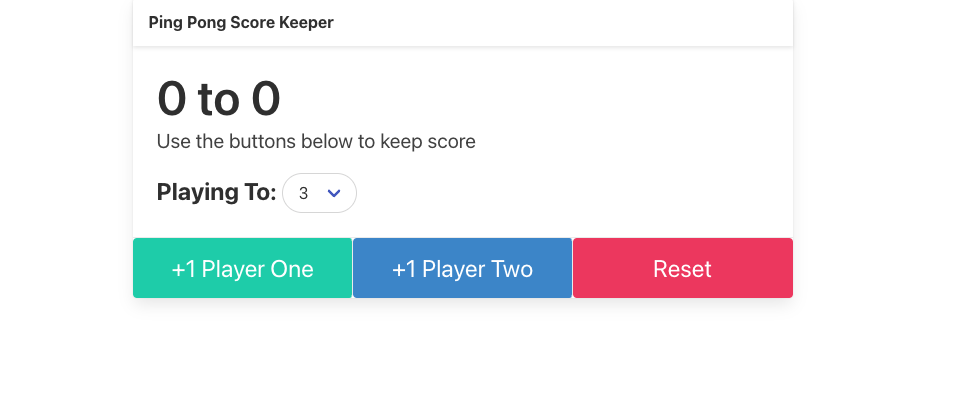 Ping Pong Score Keeper
0 to 0
Use the buttons below to keep score
Playing To: 3
+1 Player One +1 Player Two Reset